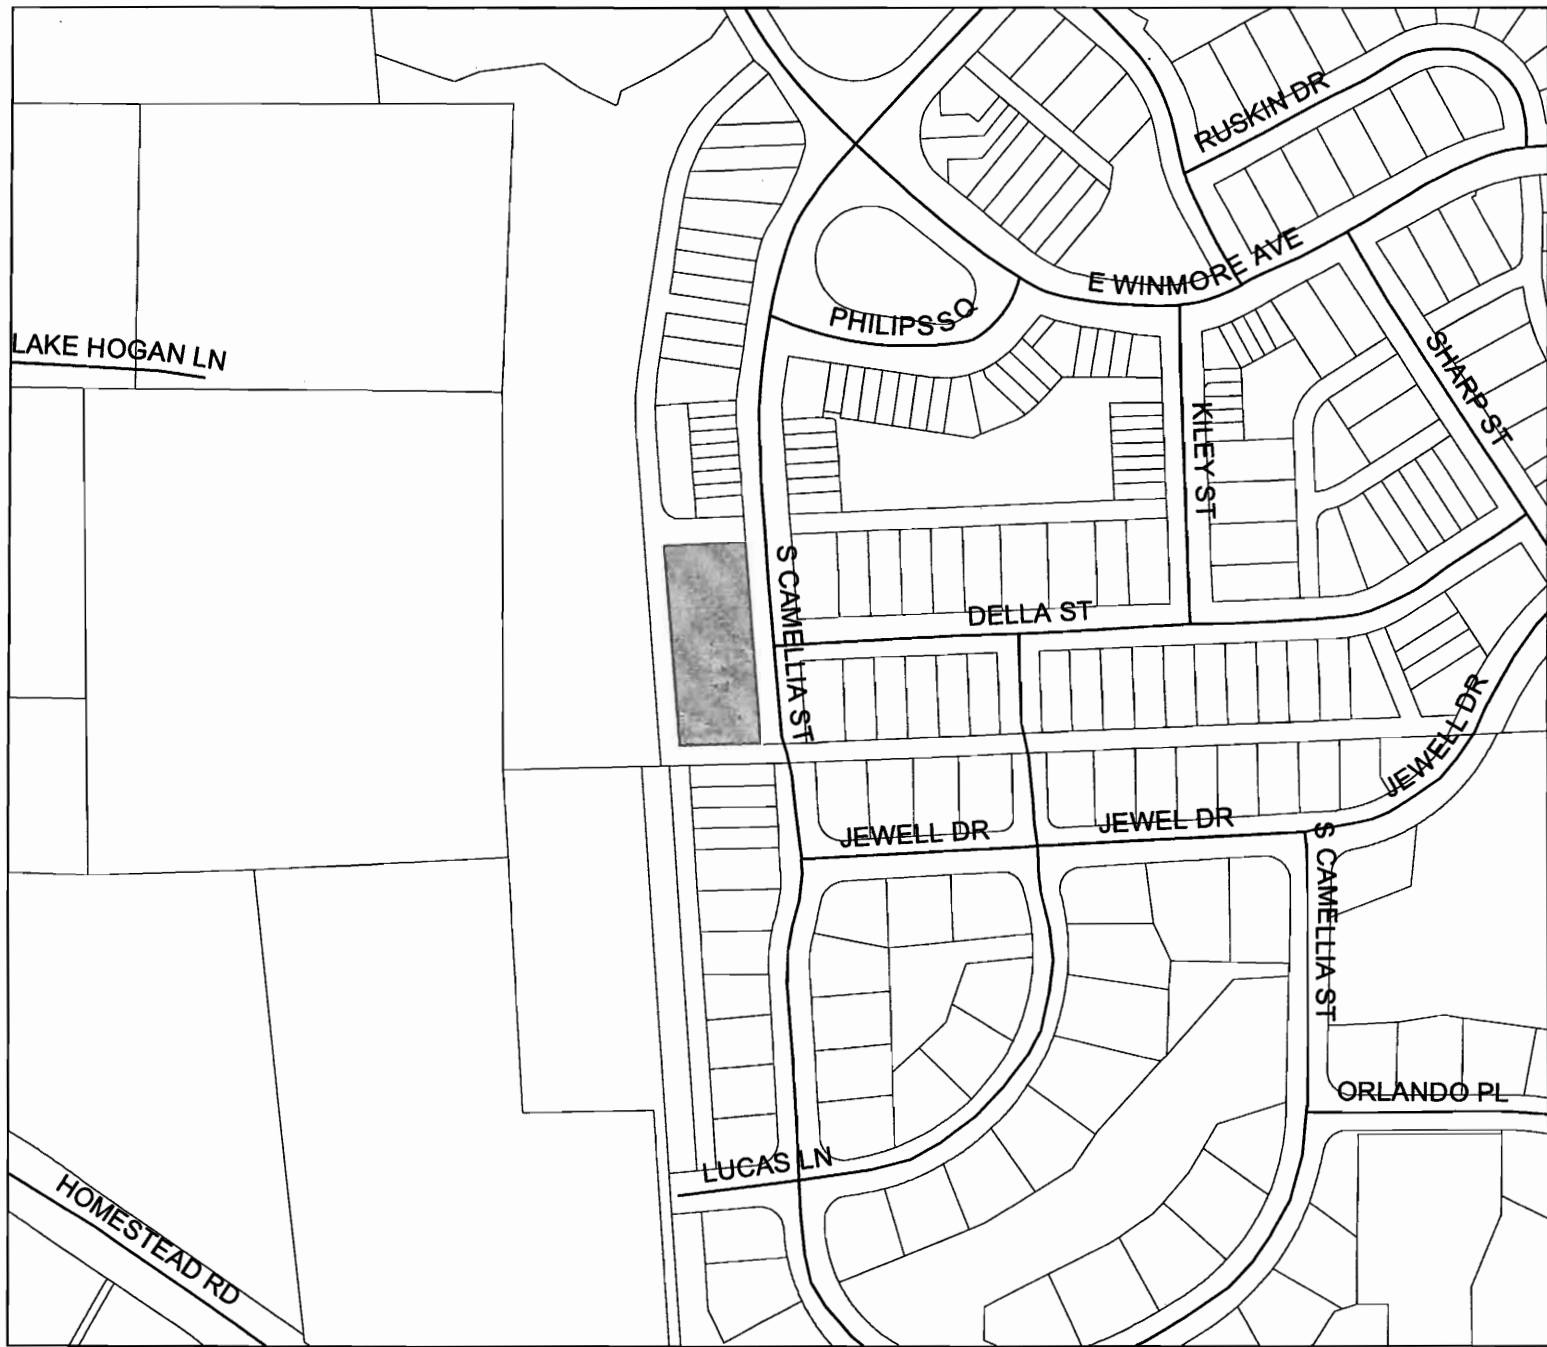 RUSKIN DR
E WINMORE AVE
PHILIPS SQ
LAKE HOGAN LN
SHARP ST
KILEY ST
S CAMELLIA ST
DELLA ST
JEWELL DR
JEWELL DR
JEWEL DR
S CAMELLIA ST
ORLANDO PL
LUCAS LN
HOMESTEAD RD